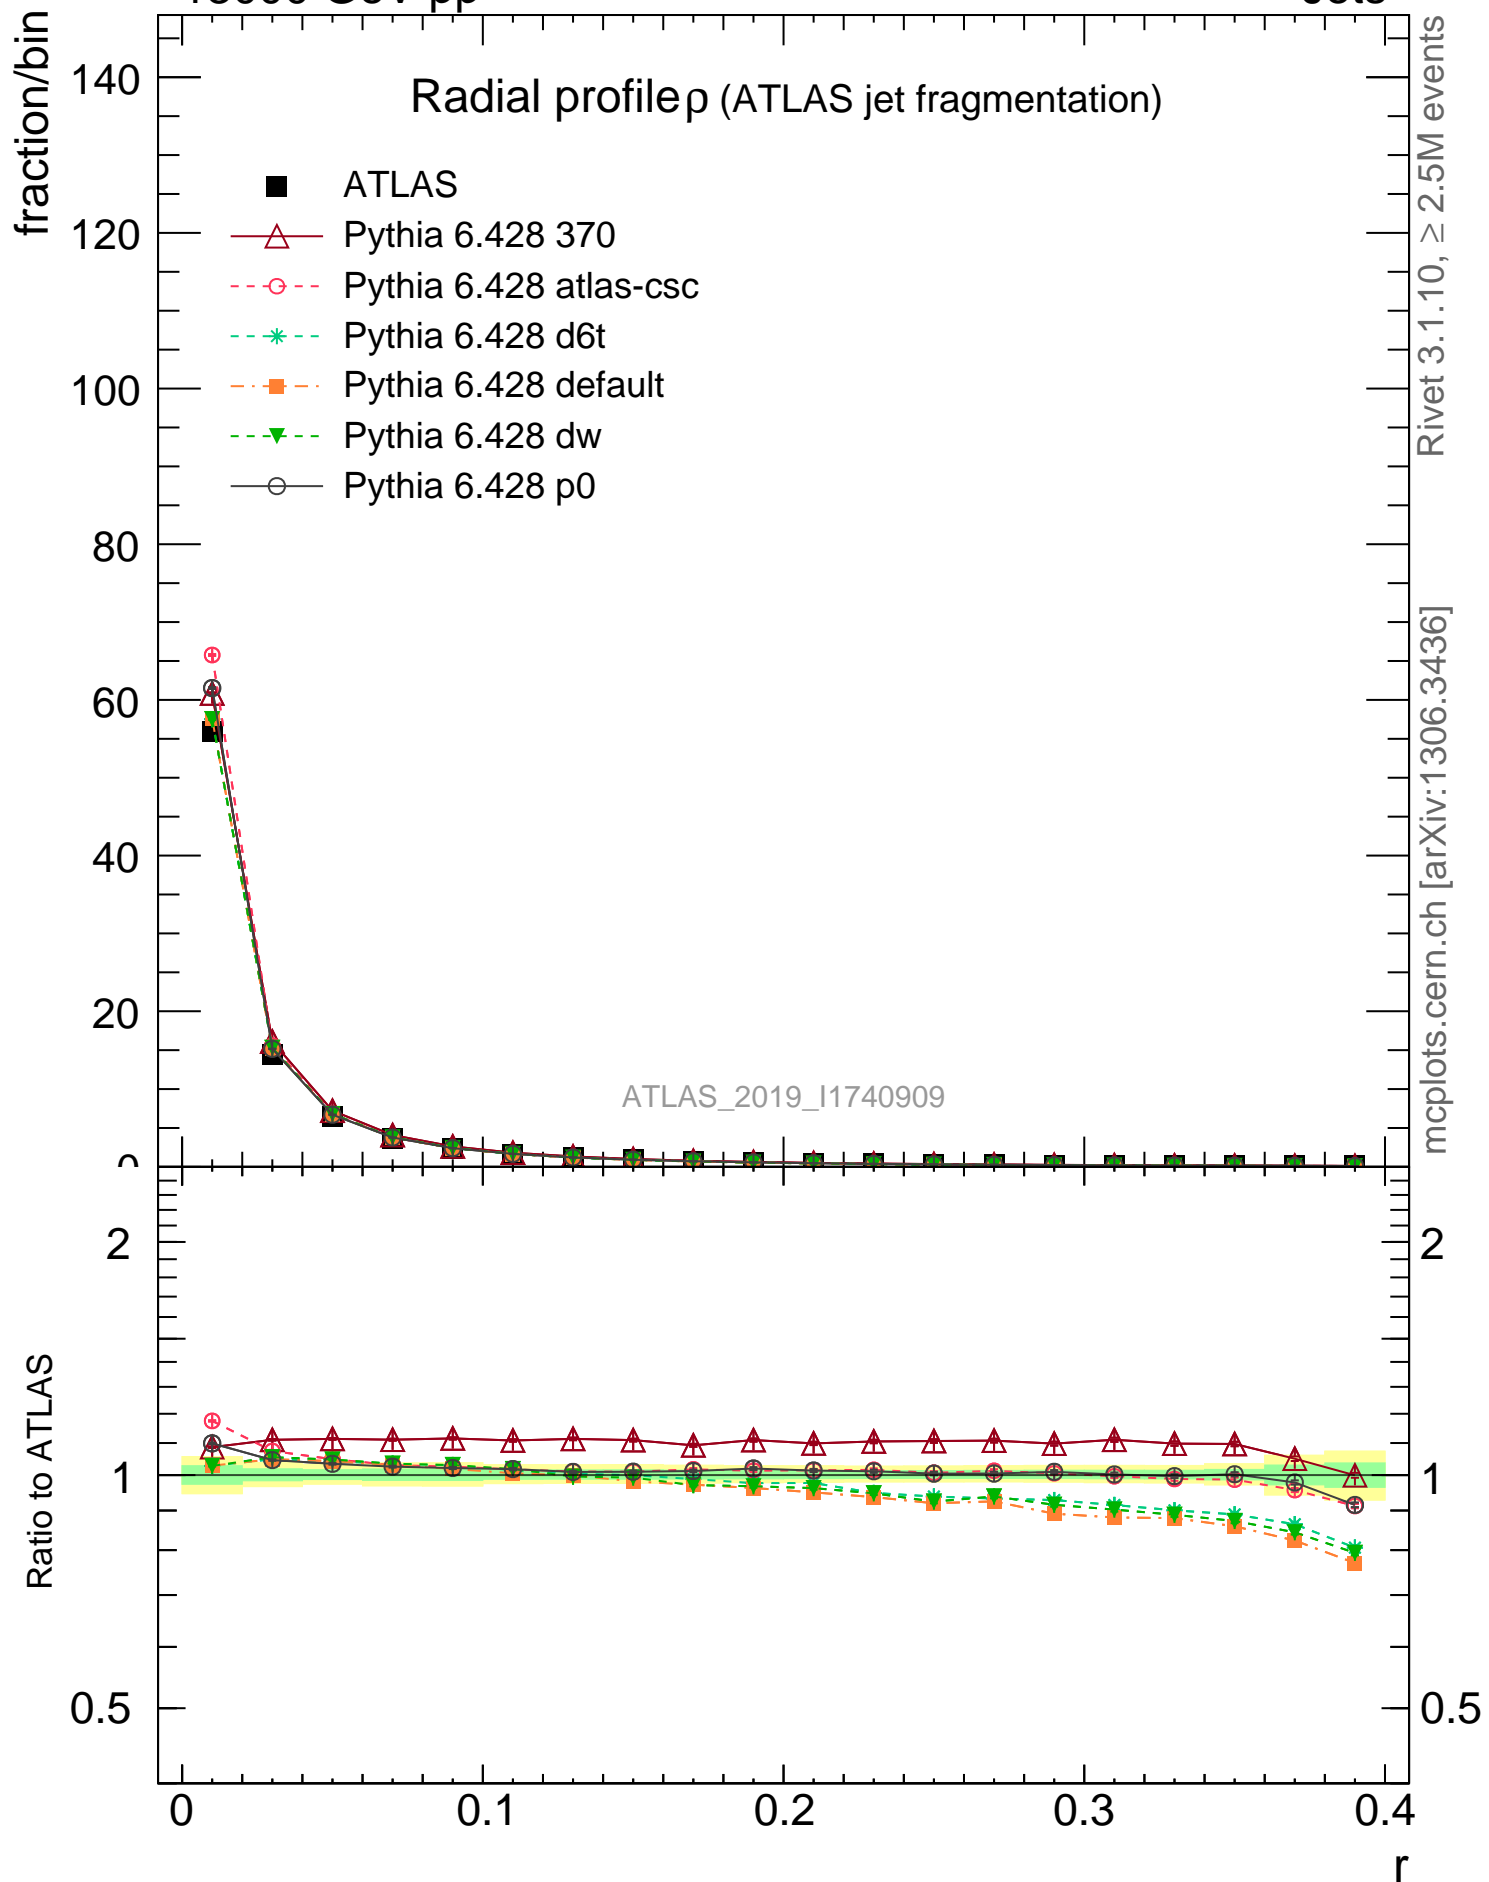 fraction/bin
140
120
100
80
60
40
20
0
Radial profile ρ (ATLAS jet fragmentation)
ATLAS
Pythia 6.428 370
Pythia 6.428 atlas-csc
Pythia 6.428 d6t
Pythia 6.428 default
Pythia 6.428 dw
Pythia 6.428 p0
ATLAS_2019_I1740909
Rivet 3.1.10, ≥ 2.5M events
mcplots.cern.ch [arXiv:1306.3436]
Ratio to ATLAS
2
1
0.5
2
1
0.5
0
0.1
0.2
0.3
0.4
r